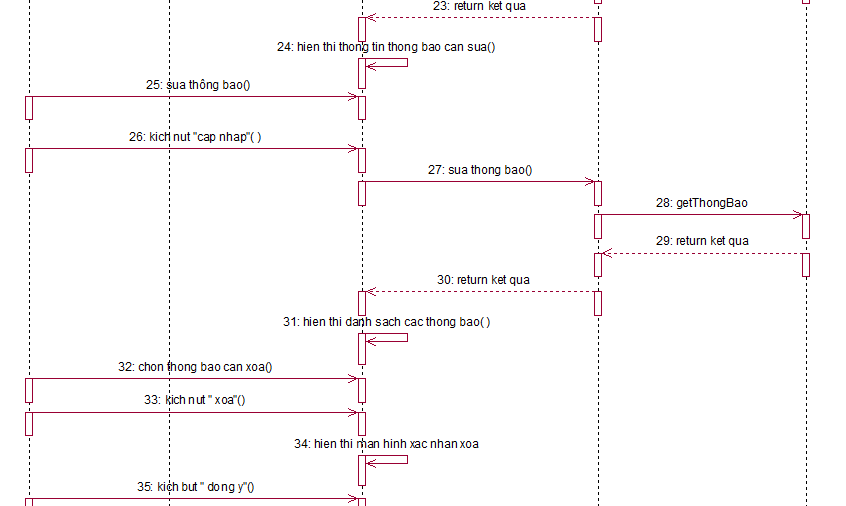 23: return ket qua
24: hien thi thong tin thong bao can sua()
25: sua thông bao()
26: kich nut "cap nhap"( )
27: sua thong bao()
28: getThongBao
29: return ket qua
30: return ket qua
31: hien thi danh sach cac thong bao( )
32: chon thong bao can xoa()
33: kich nut " xoa"()
34: hien thi man hinh xac nhan xoa
35: kich but " dong y"()